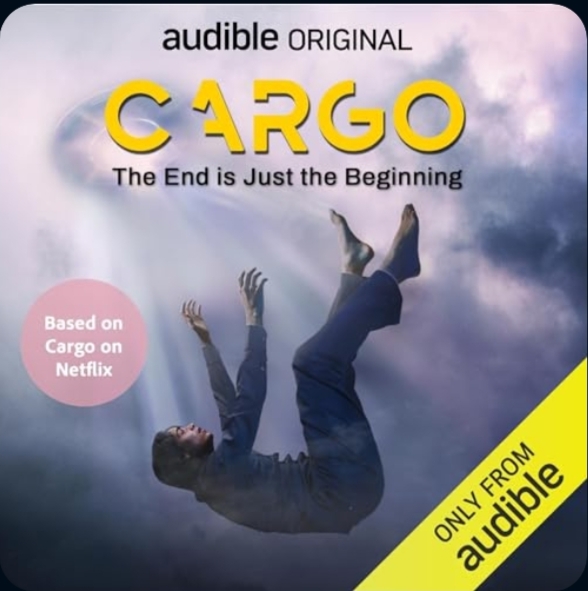 audible ORIGINAL
CARGO
The End is Just the Beginning
Based on
Cargo on
Netflix
ONLY FROM
audible